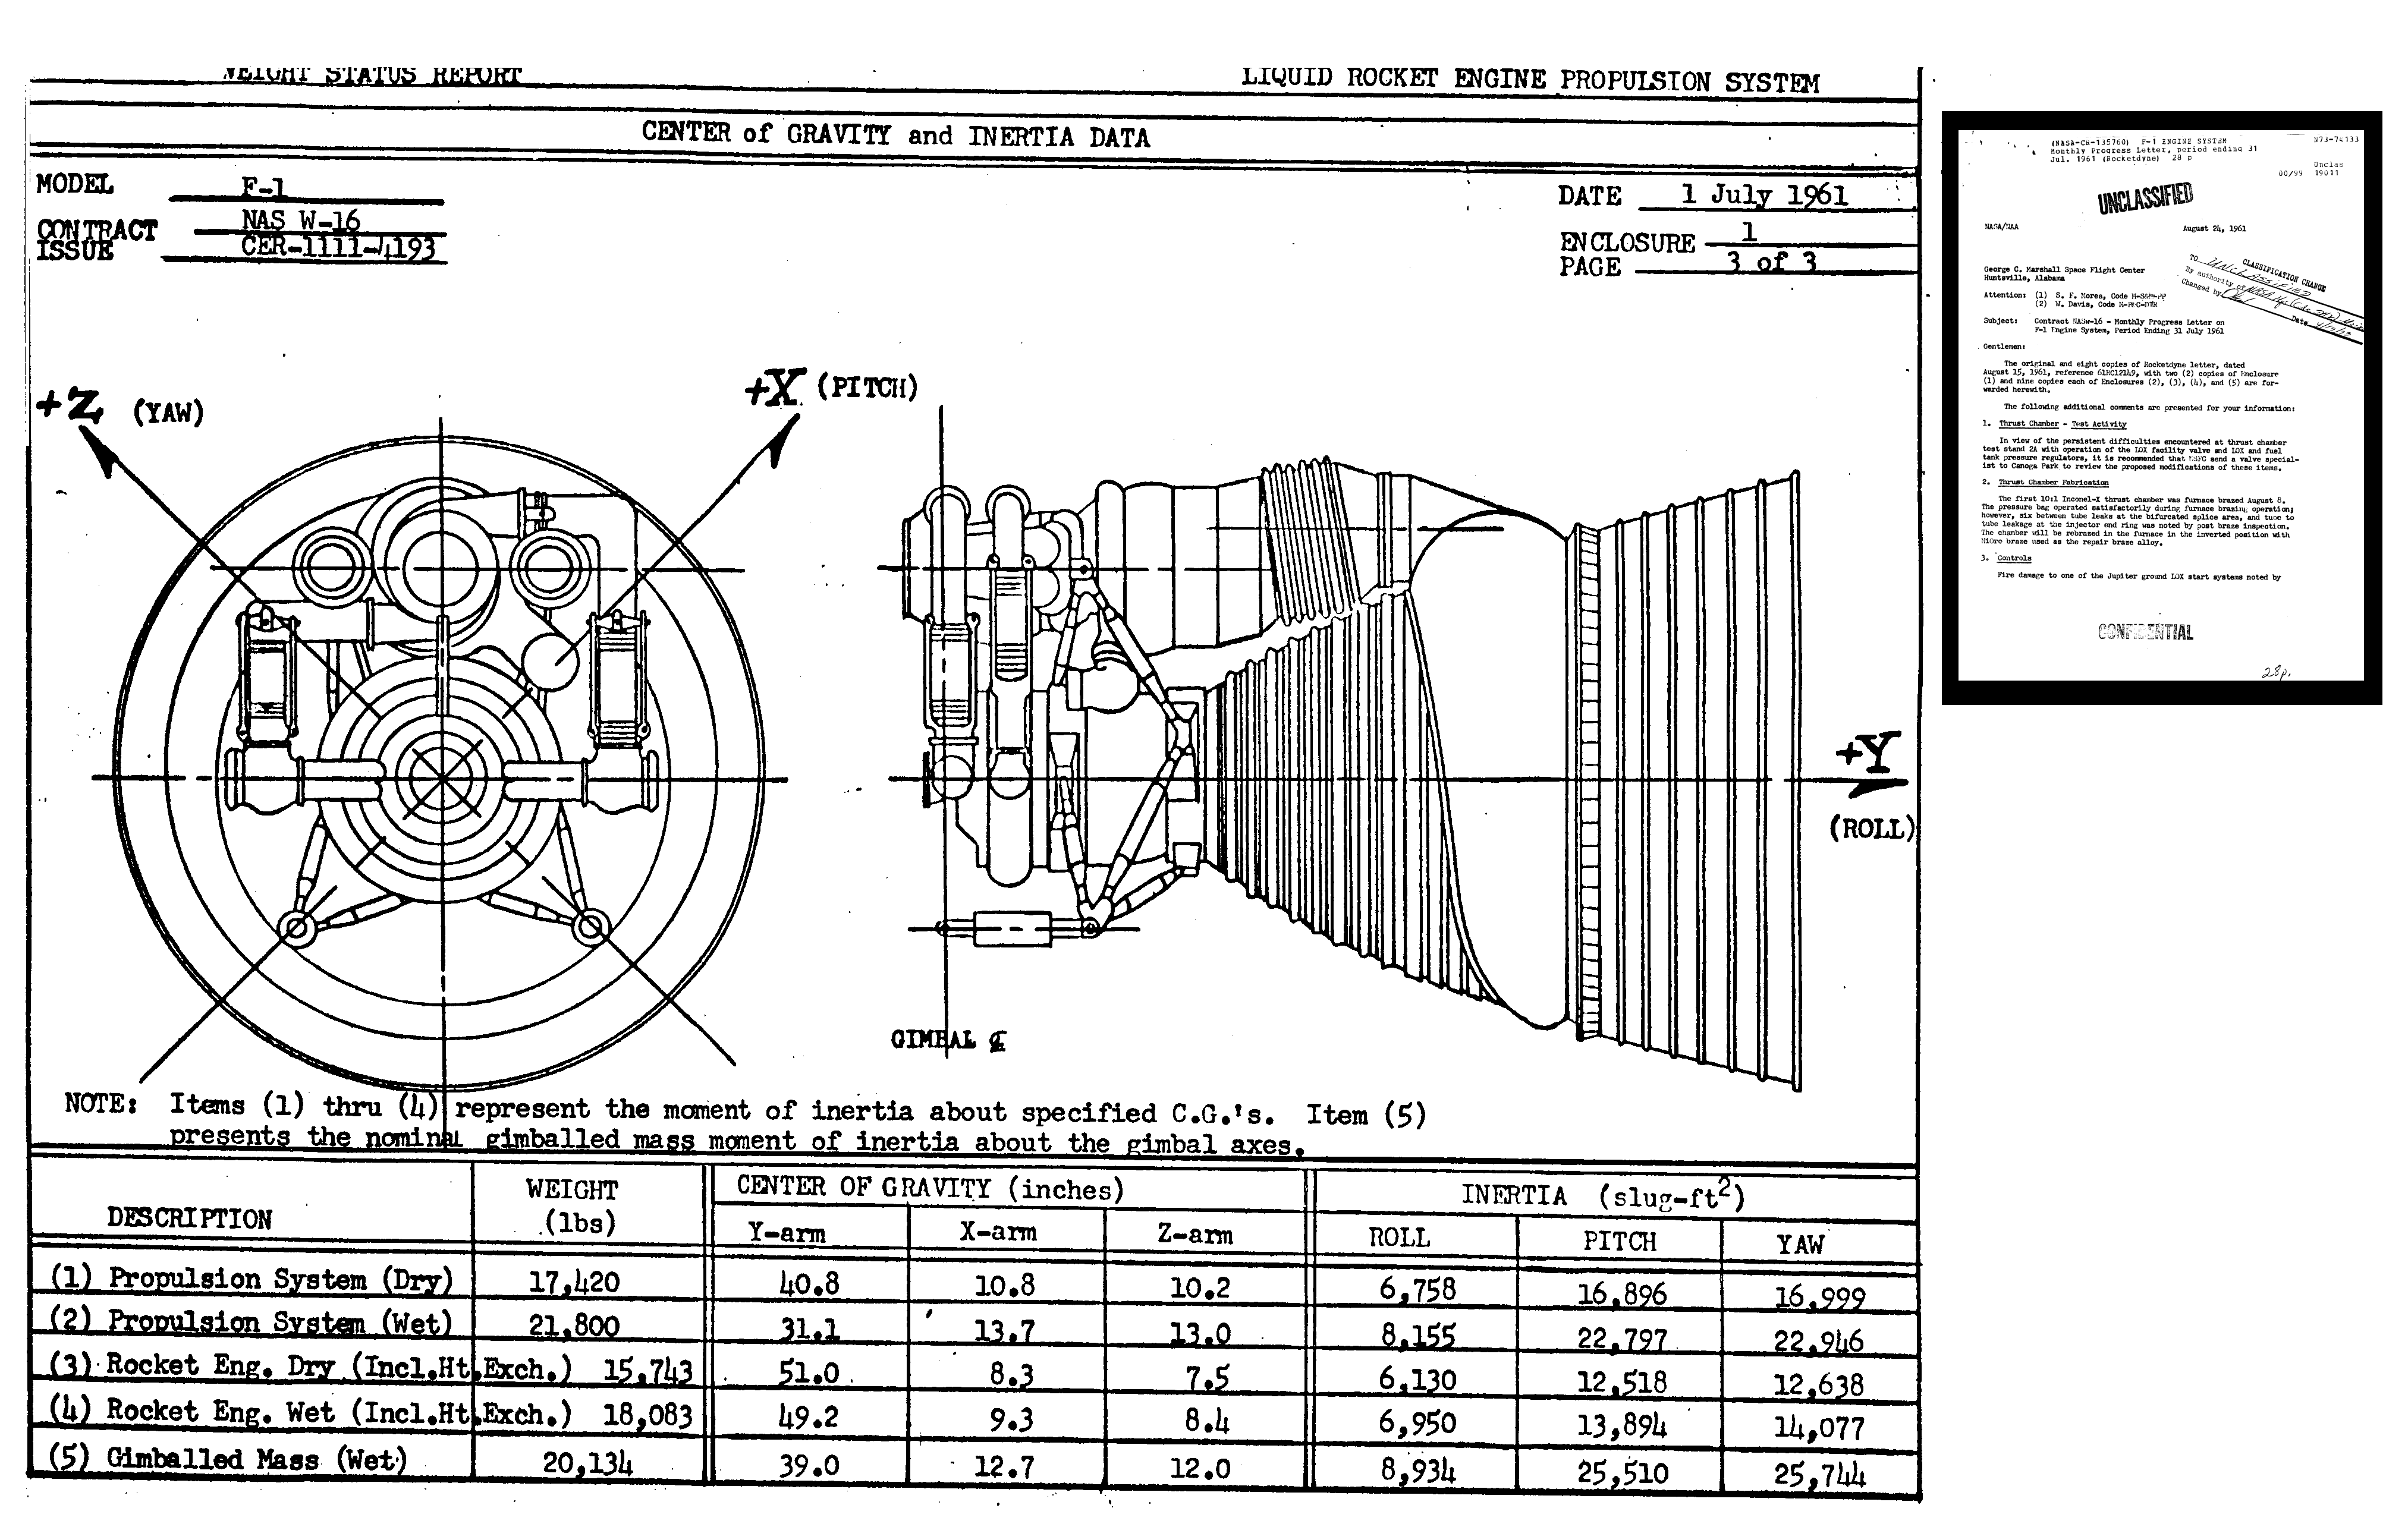 WEIGHT STATUS REPORT
LIQUID ROCKET ENGINE PROPULSION SYSTEM
CENTER of GRAVITY and INERTIA DATA
MODEL F-1
CONTRACT NAS W-16
ISSUE CER-1111-4193
DATE 1 July 1961
ENCLOSURE 1
PAGE 3 of 3
+Z (YAW)
+X (PITCH)
+Y
(ROLL)
GIMBAL ℄
NOTE: Items (1) thru (4) represent the moment of inertia about specified C.G.'s. Item (5)
presents the nominal gimballed mass moment of inertia about the gimbal axes.
DESCRIPTION WEIGHT (lbs) CENTER OF GRAVITY (inches) INERTIA (slug-ft²)
Y-arm X-arm Z-arm ROLL PITCH YAW
(1) Propulsion System (Dry) 17,420 40.8 10.8 10.2 6,758 16,896 16,999
(2) Propulsion System (Wet) 21,800 31.1 13.7 13.0 8,155 22,797 22,946
(3) Rocket Eng. Dry (Incl.Ht.Exch.) 15,743 51.0 8.3 7.5 6,130 12,518 12,638
(4) Rocket Eng. Wet (Incl.Ht.Exch.) 18,083 49.2 9.3 8.4 6,950 13,894 14,077
(5) Gimballed Mass (Wet) 20,134 39.0 12.7 12.0 8,934 25,510 25,744
(NASA-CR-135760) F-1 ENGINE SYSTEM N73-74133
Monthly Progress Letter, period ending 31
Jul. 1961 (Rocketdyne) 28 p
Unclas
00/99 19011
UNCLASSIFIED
NASA/NAA
August 24, 1961
George C. Marshall Space Flight Center
Huntsville, Alabama
CLASSIFICATION CHANGE
TO
By authority of
Changed by
Date
Attention: (1) S. F. Morea, Code
(2) W. Davis, Code
Subject: Contract NASw-16 - Monthly Progress Letter on
F-1 Engine System, Period Ending 31 July 1961
Gentlemen:
The original and eight copies of Rocketdyne letter, dated
August 15, 1961, reference 61RC12149, with two (2) copies of Enclosure
(1) and nine copies each of Enclosures (2), (3), (4), and (5) are for-
warded herewith.
The following additional comments are presented for your information:
1. Thrust Chamber - Test Activity
In view of the persistent difficulties encountered at thrust chamber
test stand 2A with operation of the LOX facility valve and LOX and fuel
tank pressure regulators, it is recommended that MSFC send a valve special-
ist to Canoga Park to review the proposed modifications of these items.
2. Thrust Chamber Fabrication
The first 10:1 Inconel-X thrust chamber was furnace brazed August 8.
The pressure bag operated satisfactorily during furnace brazing operation;
however, six between tube leaks at the bifurcated splice area, and tube to
tube leakage at the injector end ring was noted by post braze inspection.
The chamber will be rebrazed in the furnace in the inverted position with
braze used as the repair braze alloy.
3. Controls
Fire damage to one of the Jupiter ground LOX start systems noted by
CONFIDENTIAL
28p.